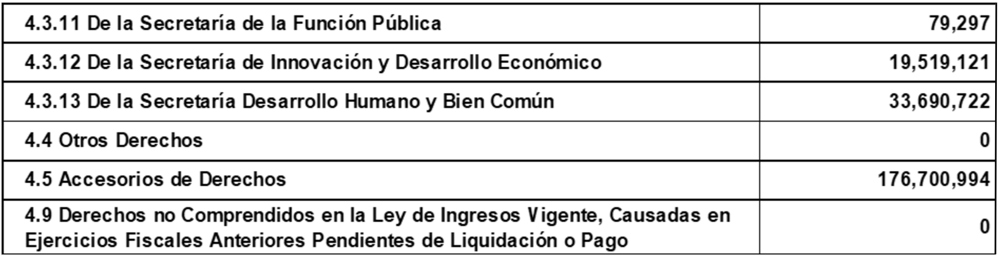 4.3.11 De la Secretaría de la Función Pública 79,297
4.3.12 De la Secretaría de Innovación y Desarrollo Económico 19,519,121
4.3.13 De la Secretaría Desarrollo Humano y Bien Común 33,690,722
4.4 Otros Derechos 0
4.5 Accesorios de Derechos 176,700,994
4.9 Derechos no Comprendidos en la Ley de Ingresos Vigente, Causadas en
Ejercicios Fiscales Anteriores Pendientes de Liquidación o Pago 0